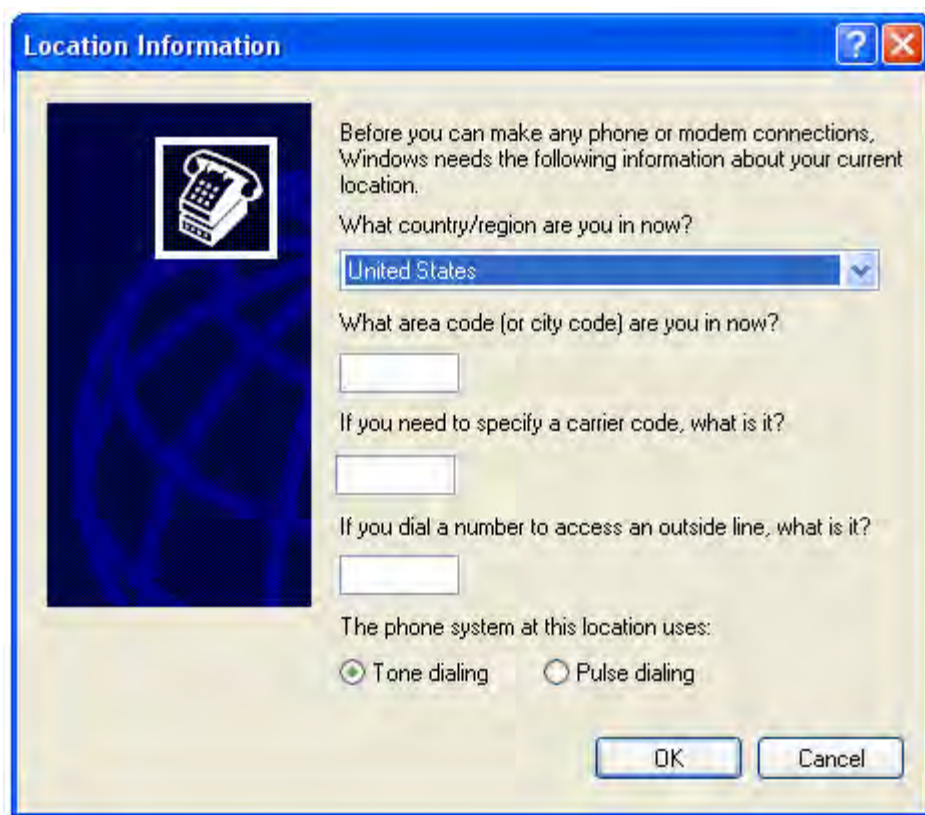 Location Information
Before you can make any phone or modem connections,
Windows needs the following information about your current
location.
What country/region are you in now?
United States
What area code (or city code) are you in now?
If you need to specify a carrier code, what is it?
If you dial a number to access an outside line, what is it?
The phone system at this location uses:
Tone dialing Pulse dialing
OK Cancel